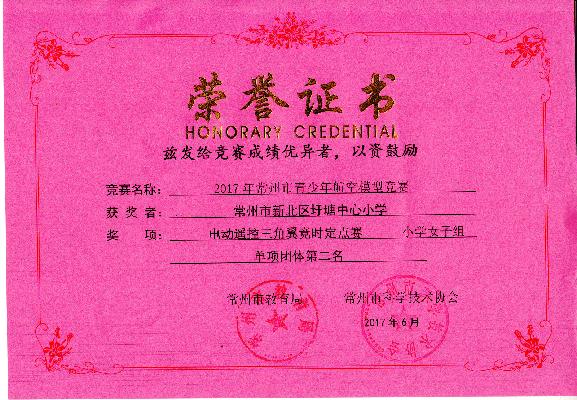 荣誉证书
HONORARY CREDENTIAL
兹发给竞赛成绩优异者，以资鼓励
竞赛名称： 2017年常州市青少年航空模型竞赛
获奖者： 常州市新北区圩塘中心小学
奖项： 电动遥控三角翼竞时定点赛 小学女子组
单项团体第二名
常州市教育局 常州市科学技术协会
2017年6月